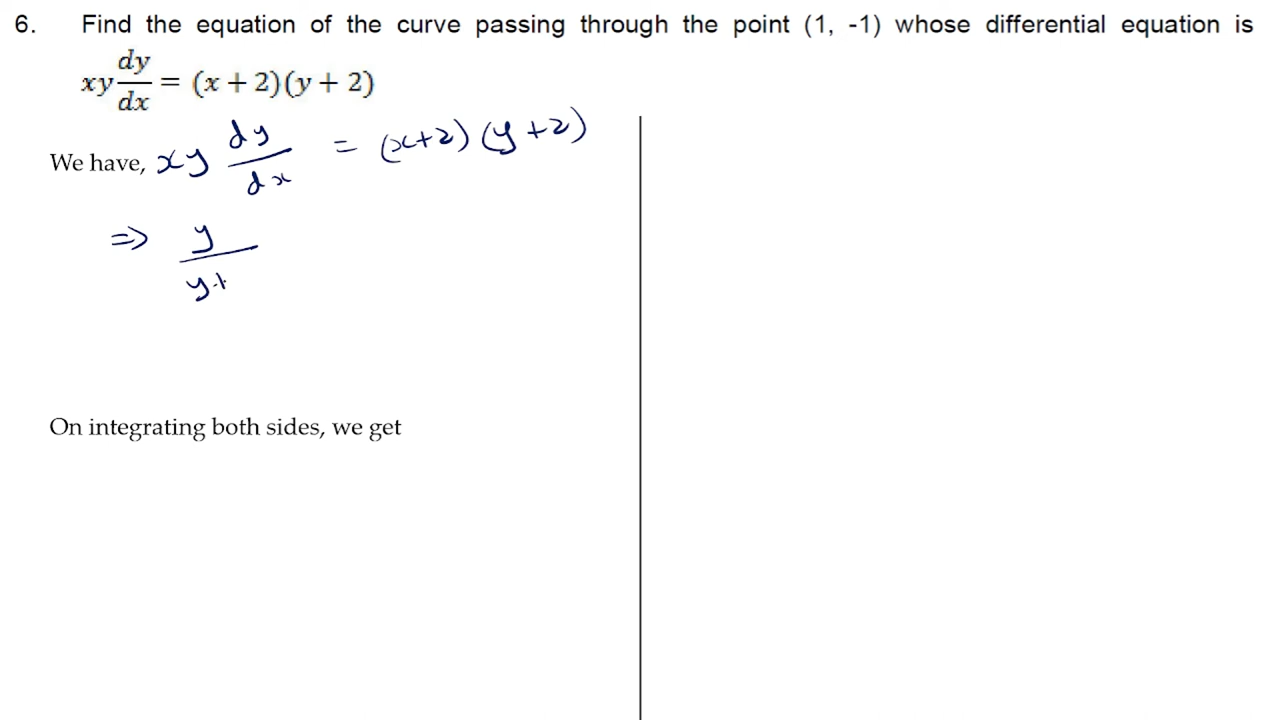 6. Find the equation of the curve passing through the point (1, -1) whose differential equation is
xy dy/dx = (x + 2)(y + 2)
We have, xy dy/dx = (x+2) (y+2)
=> y/y+
On integrating both sides, we get